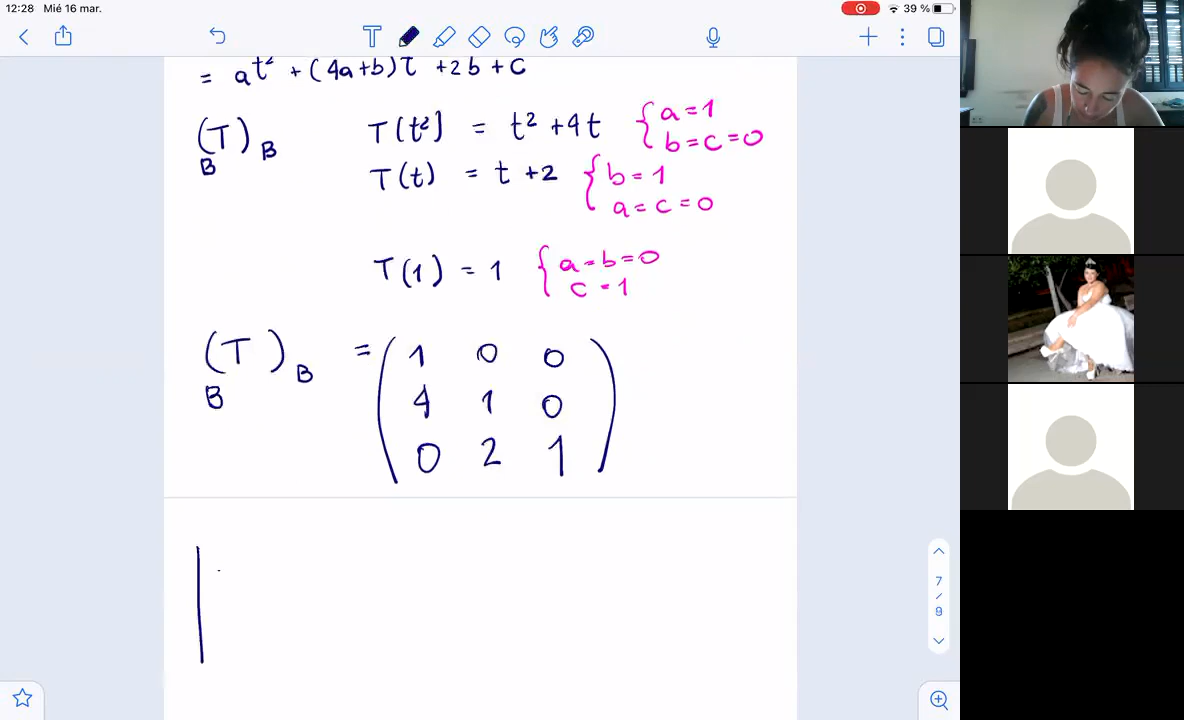 12:28 Mié 16 mar.
39 %
= at² + (4a+b)t + 2b + c
(T) B B
T(t²) = t² + 4t { a = 1
b = c = 0
T(t) = t + 2 { b = 1
a = c = 0
T(1) = 1 { a = b = 0
c = 1
(T) B B = ( 1 0 0
4 1 0
0 2 1 )
7
/
9